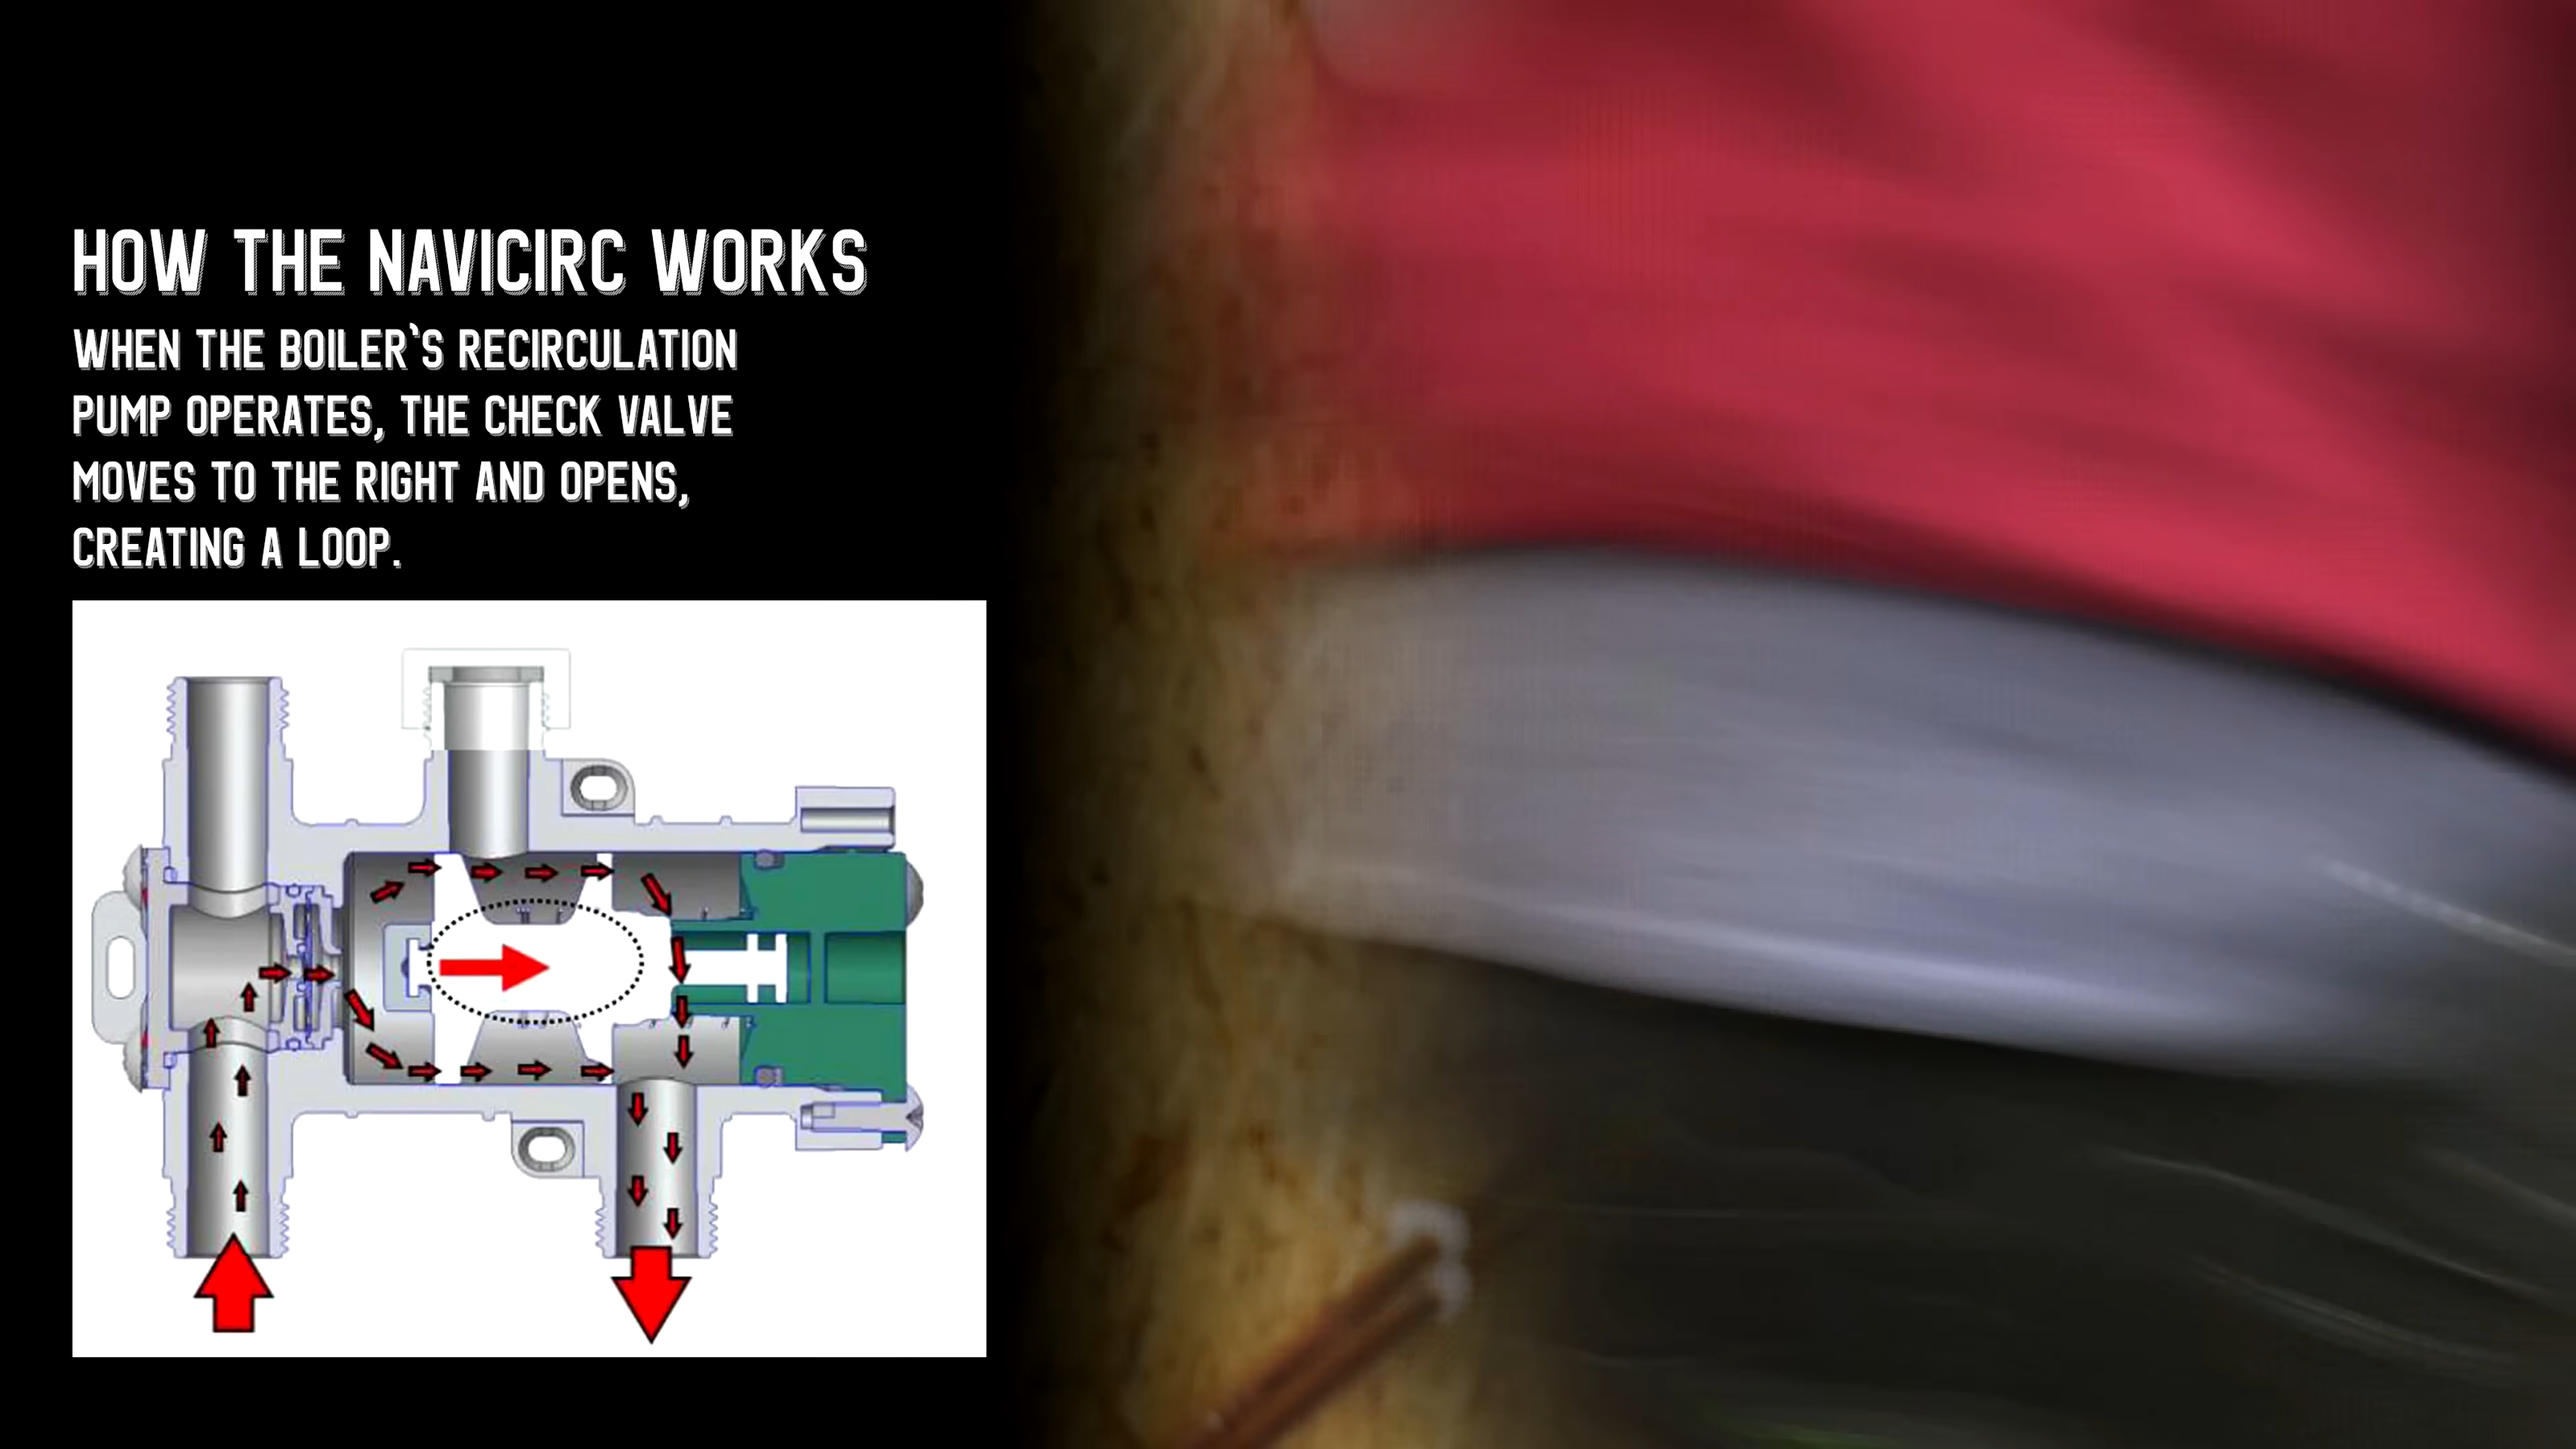 HOW THE NAVICIRC WORKS
WHEN THE BOILER'S RECIRCULATION
PUMP OPERATES, THE CHECK VALVE
MOVES TO THE RIGHT AND OPENS,
CREATING A LOOP.